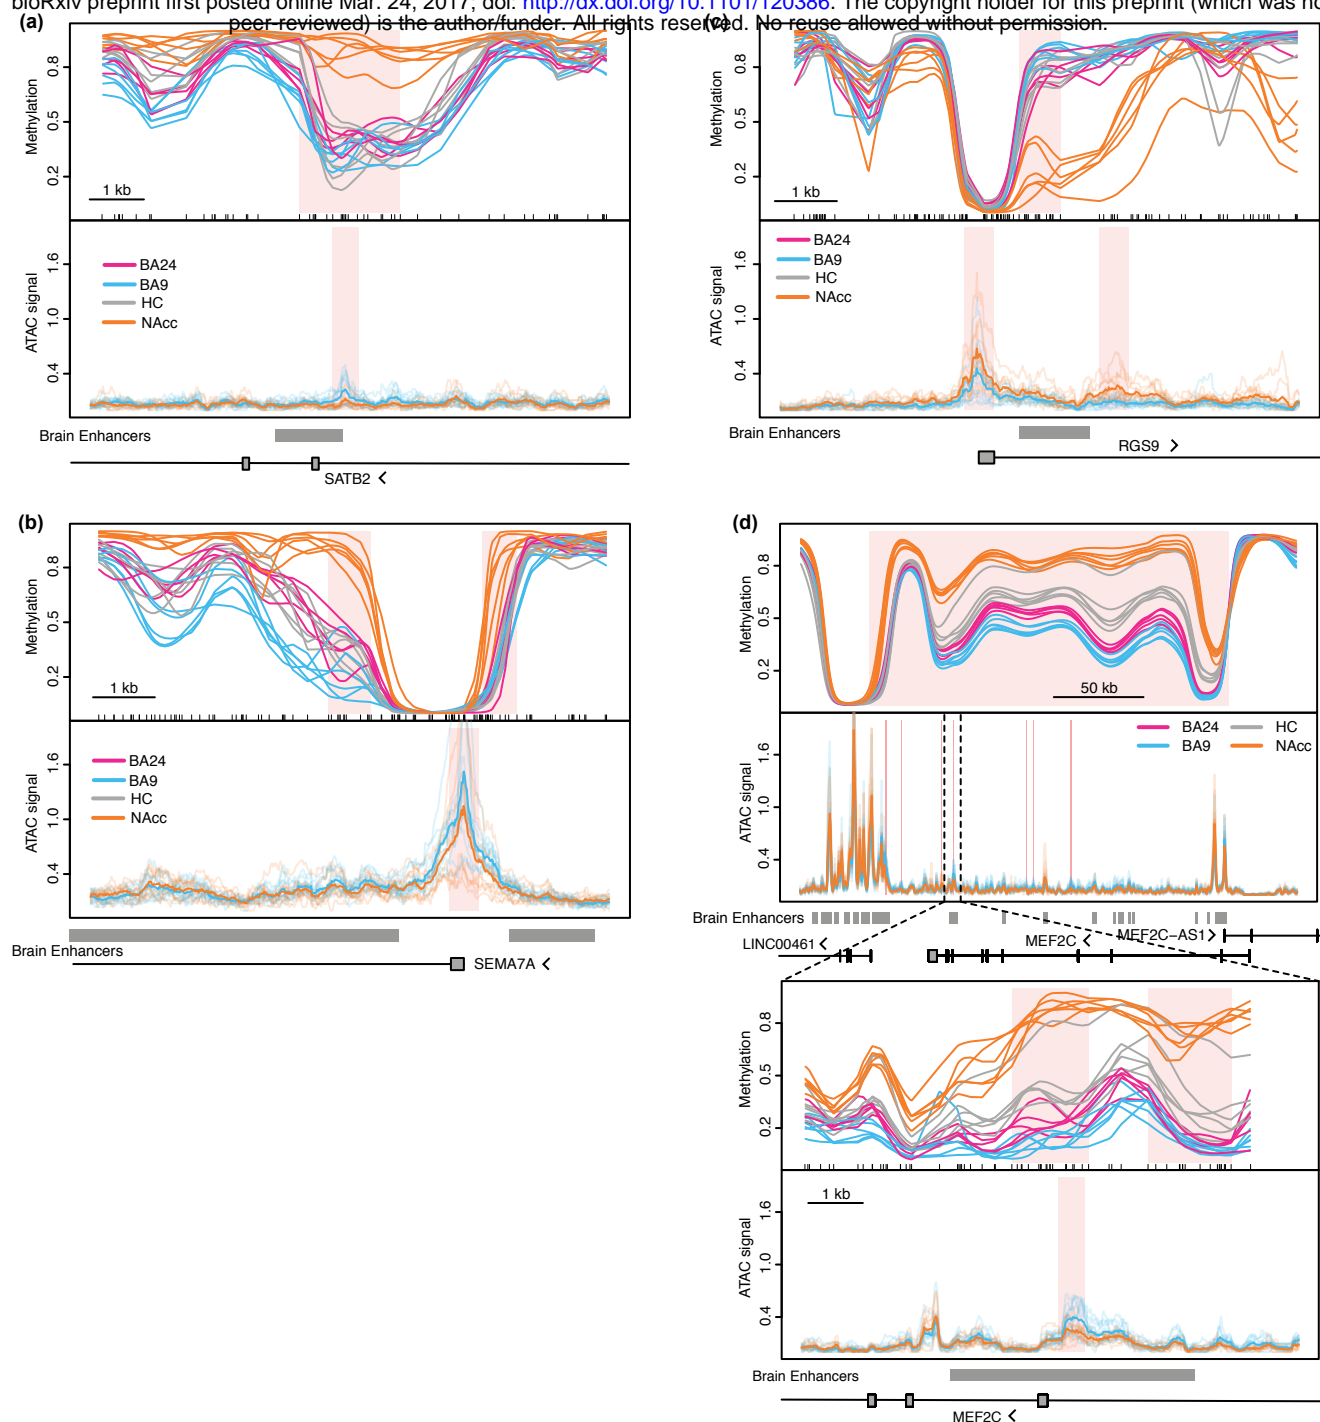 bioRxiv preprint first posted online Mar. 24, 2017; doi: http://dx.doi.org/10.1101/120386. The copyright holder for this preprint (which was no
peer-reviewed) is the author/funder. All rights reserved. No reuse allowed without permission.
(a)
Methylation
0.8
0.5
0.2
1 kb
ATAC signal
1.6
1.0
0.4
BA24
BA9
HC
NAcc
Brain Enhancers
SATB2 <
(c)
Methylation
0.8
0.5
0.2
1 kb
ATAC signal
1.6
1.0
0.4
BA24
BA9
HC
NAcc
Brain Enhancers
RGS9 >
(b)
Methylation
0.8
0.5
0.2
1 kb
ATAC signal
1.6
1.0
0.4
BA24
BA9
HC
NAcc
Brain Enhancers
SEMA7A <
(d)
Methylation
0.8
0.5
0.2
50 kb
ATAC signal
1.6
1.0
0.4
BA24 HC
BA9 NAcc
Brain Enhancers
LINC00461 < MEF2C < MEF2C−AS1 >
Methylation
0.8
0.5
0.2
1 kb
ATAC signal
1.6
1.0
0.4
Brain Enhancers
MEF2C <